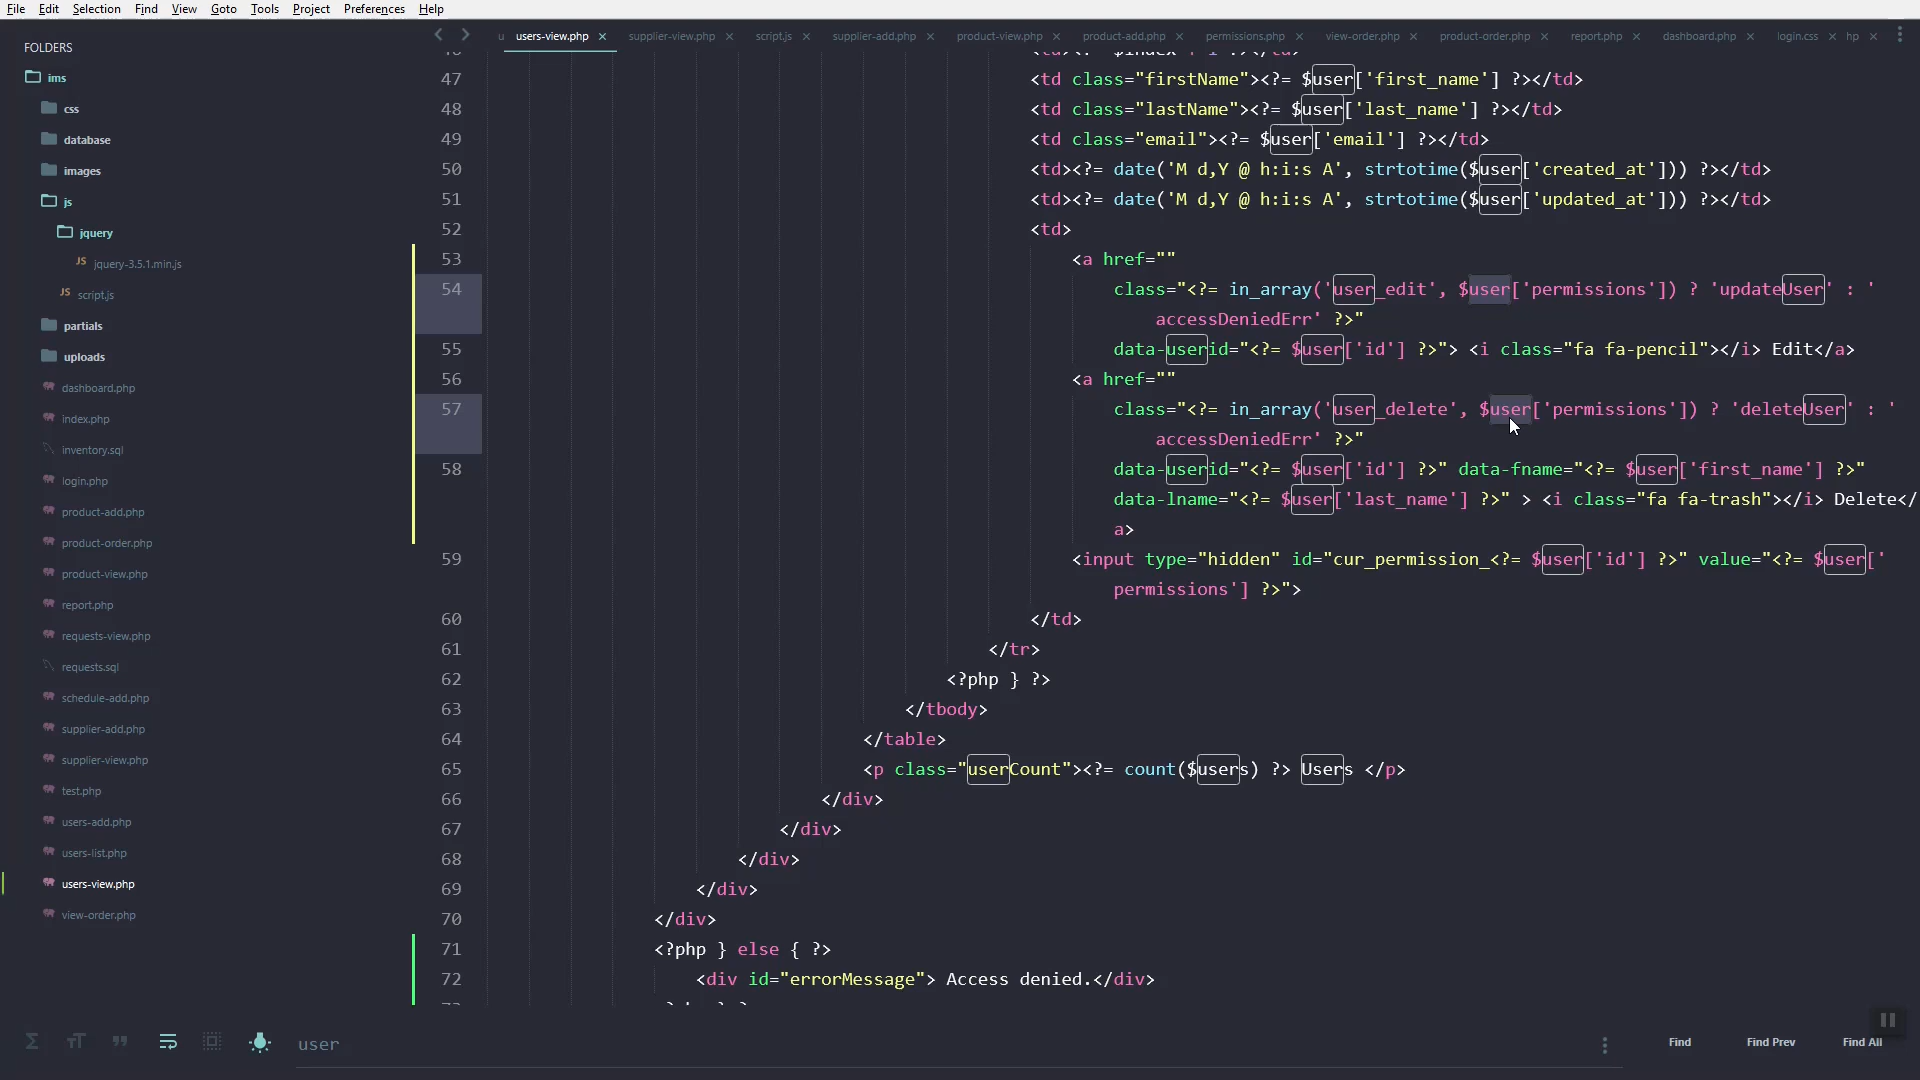 File Edit Selection Find View Goto Tools Project Preferences Help
FOLDERS
ims
css
database
images
js
jquery
JS jquery-3.5.1.min.js
JS script.js
partials
uploads
dashboard.php
index.php
inventory.sql
login.php
product-add.php
product-order.php
product-view.php
report.php
requests-view.php
requests.sql
schedule-add.php
supplier-add.php
supplier-view.php
test.php
users-add.php
users-list.php
users-view.php
view-order.php
u users-view.php × supplier-view.php × script.js × supplier-add.php × product-view.php × product-add.php × permissions.php × view-order.php × product-order.php × report.php × dashboard.php × login.css × hp ×
47 <td class="firstName"><?= $user['first_name'] ?></td>
48 <td class="lastName"><?= $user['last_name'] ?></td>
49 <td class="email"><?= $user['email'] ?></td>
50 <td><?= date('M d,Y @ h:i:s A', strtotime($user['created_at'])) ?></td>
51 <td><?= date('M d,Y @ h:i:s A', strtotime($user['updated_at'])) ?></td>
52 <td>
53 <a href=""
54 class="<?= in_array('user_edit', $user['permissions']) ? 'updateUser' : '
accessDeniedErr' ?>"
55 data-userid="<?= $user['id'] ?>"> <i class="fa fa-pencil"></i> Edit</a>
56 <a href=""
57 class="<?= in_array('user_delete', $user['permissions']) ? 'deleteUser' : '
accessDeniedErr' ?>"
58 data-userid="<?= $user['id'] ?>" data-fname="<?= $user['first_name'] ?>"
data-lname="<?= $user['last_name'] ?>" > <i class="fa fa-trash"></i> Delete</
a>
59 <input type="hidden" id="cur_permission_<?= $user['id'] ?>" value="<?= $user['
permissions'] ?>">
60 </td>
61 </tr>
62 <?php } ?>
63 </tbody>
64 </table>
65 <p class="userCount"><?= count($users) ?> Users </p>
66 </div>
67 </div>
68 </div>
69 </div>
70 </div>
71 <?php } else { ?>
72 <div id="errorMessage"> Access denied.</div>
user
Find Find Prev Find All